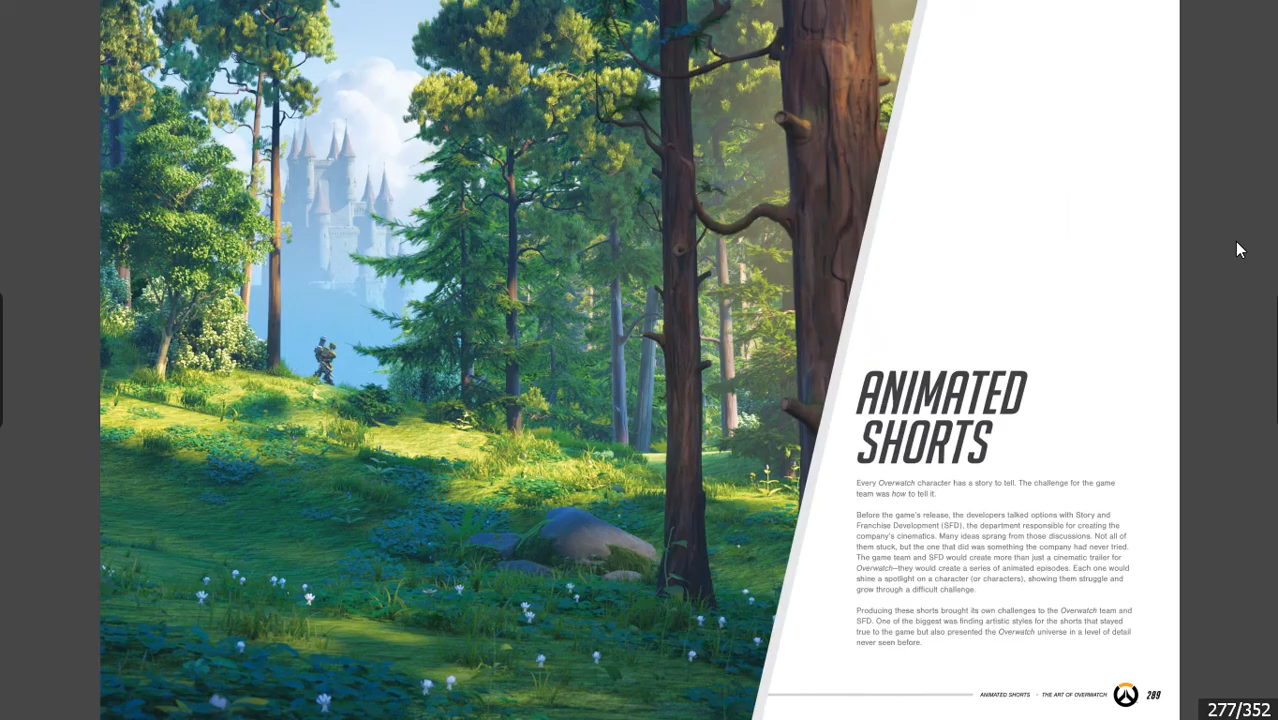 ANIMATED
SHORTS
Every Overwatch character has a story to tell. The challenge for the game
team was how to tell it.
Before the game's release, the developers talked options with Story and
Franchise Development (SFD), the department responsible for creating the
company's cinematics. Many ideas sprang from those discussions. Not all of
them stuck, but the one that did was something the company had never tried.
The game team and SFD would create more than just a cinematic trailer for
Overwatch—they would create a series of animated episodes. Each one would
shine a spotlight on a character (or characters), showing them struggle and
grow through a difficult challenge.
Producing these shorts brought its own challenges to the Overwatch team and
SFD. One of the biggest was finding artistic styles for the shorts that stayed
true to the game but also presented the Overwatch universe in a level of detail
never seen before.
ANIMATED SHORTS - THE ART OF OVERWATCH 289
277/352